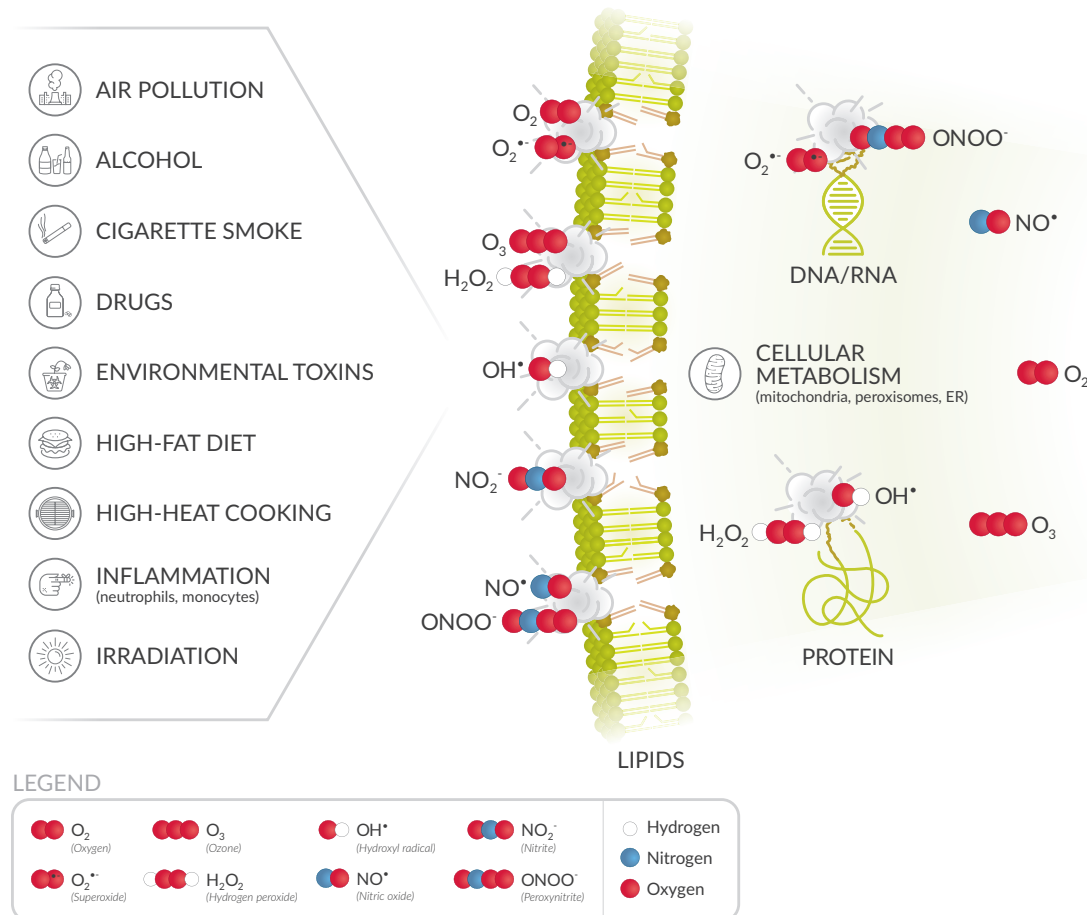 AIR POLLUTION
ALCOHOL
CIGARETTE SMOKE
DRUGS
ENVIRONMENTAL TOXINS
HIGH-FAT DIET
HIGH-HEAT COOKING
INFLAMMATION
(neutrophils, monocytes)
IRRADIATION
O₂
O₂•⁻
O₃
H₂O₂
OH•
NO₂⁻
NO•
ONOO⁻
LIPIDS
ONOO⁻
O₂•⁻
DNA/RNA
NO•
CELLULAR
METABOLISM
(mitochondria, peroxisomes, ER)
O₂
OH•
H₂O₂
O₃
PROTEIN
LEGEND
O₂
(Oxygen)
O₃
(Ozone)
OH•
(Hydroxyl radical)
NO₂⁻
(Nitrite)
O₂•⁻
(Superoxide)
H₂O₂
(Hydrogen peroxide)
NO•
(Nitric oxide)
ONOO⁻
(Peroxynitrite)
Hydrogen
Nitrogen
Oxygen